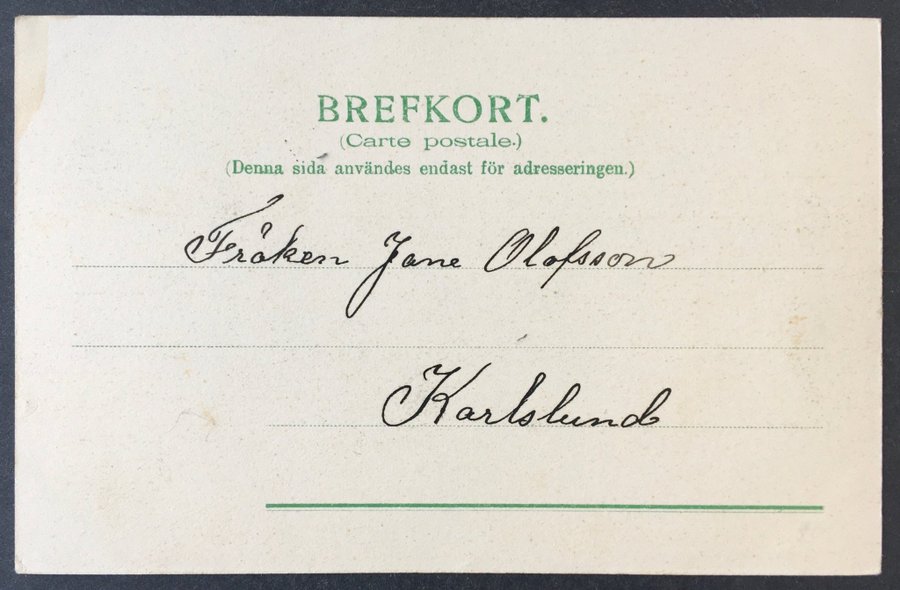 BREFKORT.
(Carte postale.)
(Denna sida användes endast för adresseringen.)
Fröken Jane Olofsson
Karlslund